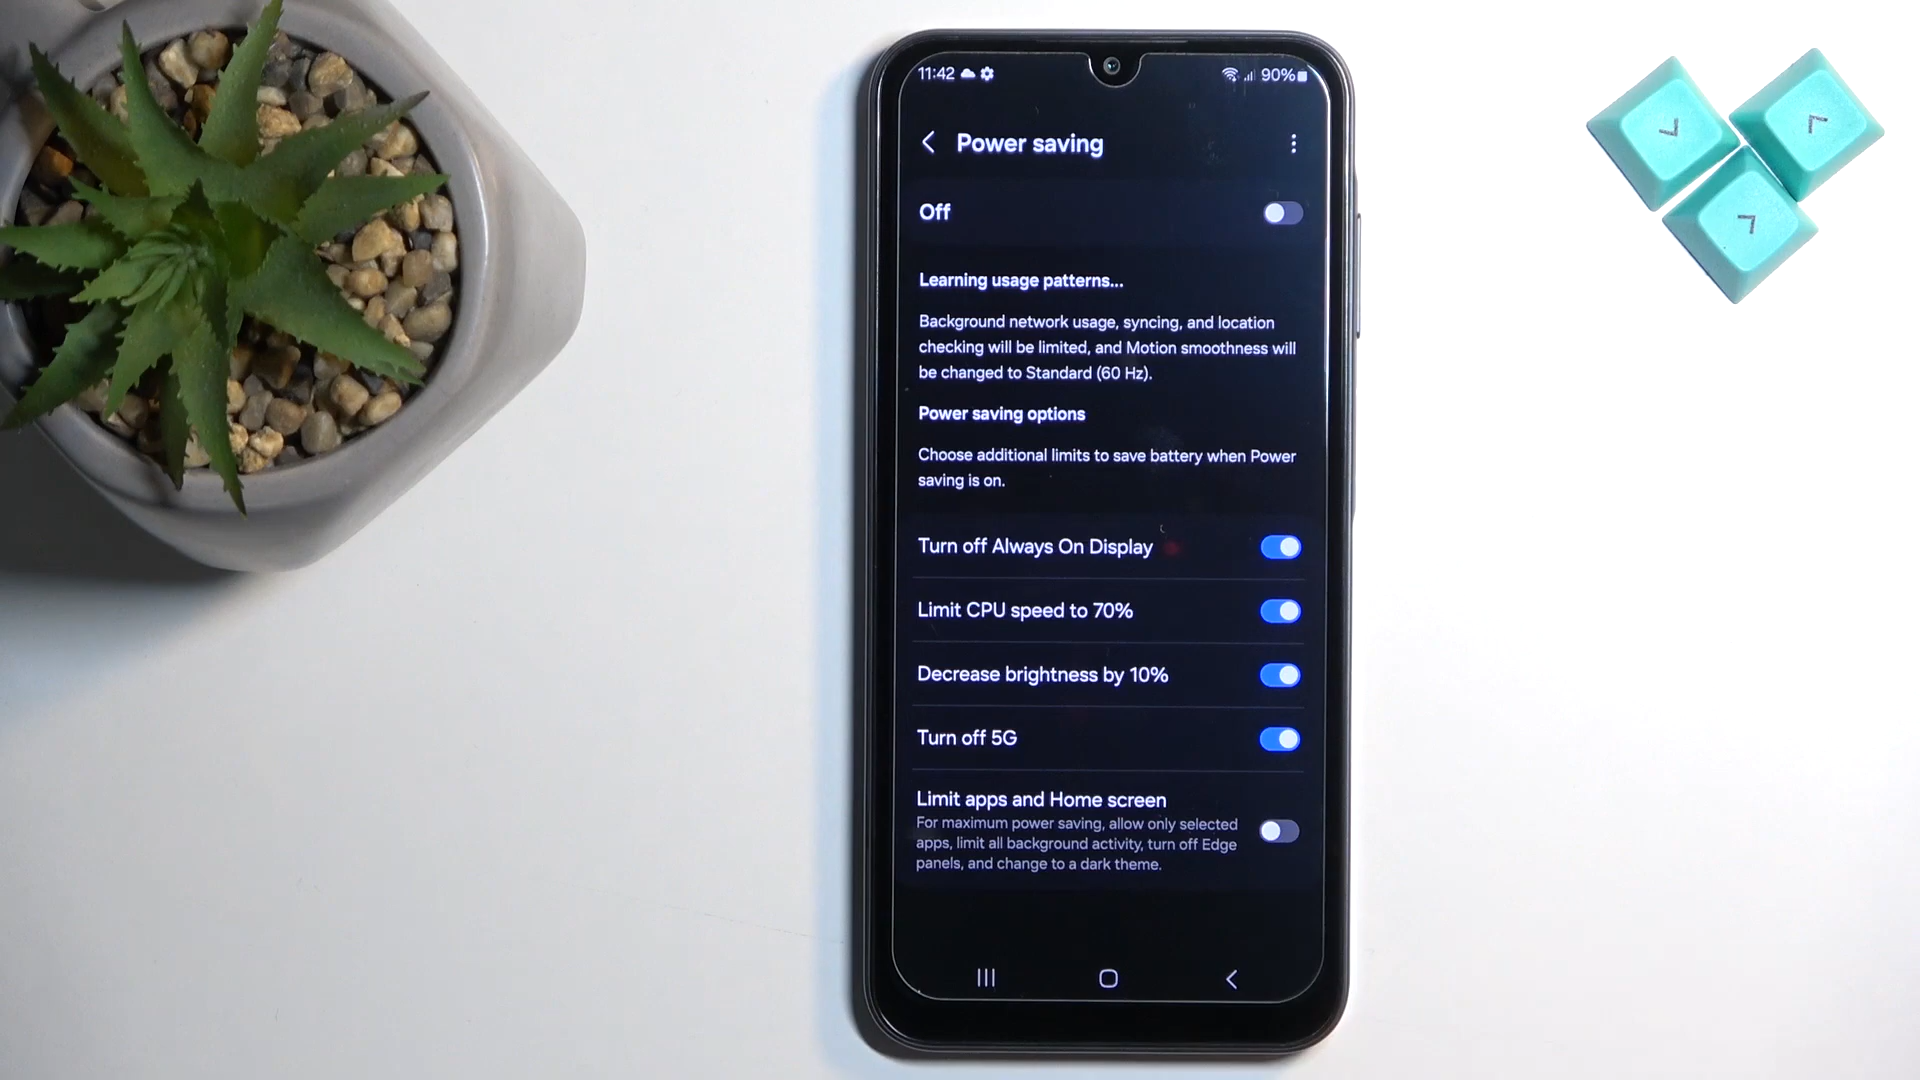 11:42
90%
Power saving
Off
Learning usage patterns...
Background network usage, syncing, and location
checking will be limited, and Motion smoothness will
be changed to Standard (60 Hz).
Power saving options
Choose additional limits to save battery when Power
saving is on.
Turn off Always On Display
Limit CPU speed to 70%
Decrease brightness by 10%
Turn off 5G
Limit apps and Home screen
For maximum power saving, allow only selected
apps, limit all background activity, turn off Edge
panels, and change to a dark theme.